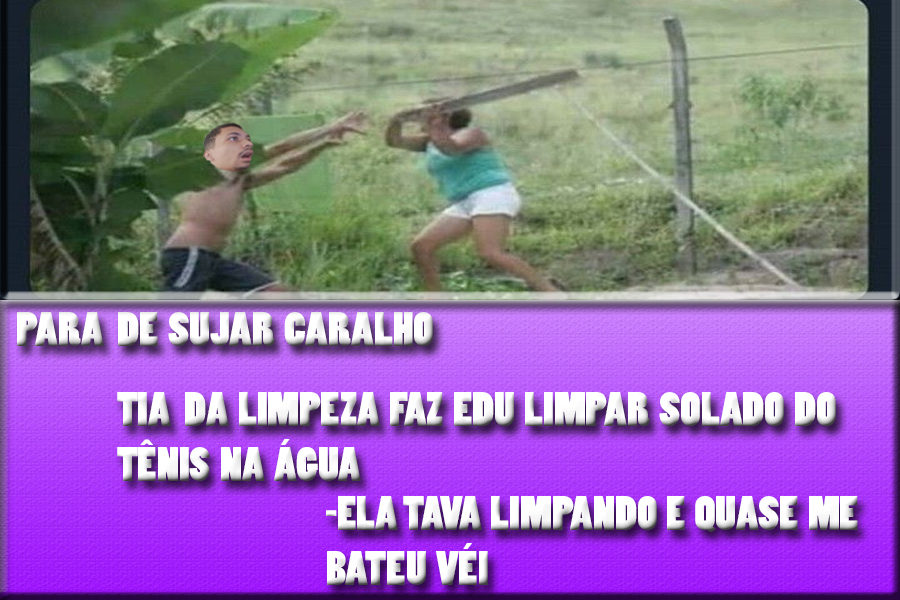 PARA DE SUJAR CARALHO
TIA DA LIMPEZA FAZ EDU LIMPAR SOLADO DO
TÊNIS NA ÁGUA
-ELA TAVA LIMPANDO E QUASE ME
BATEU VÉI